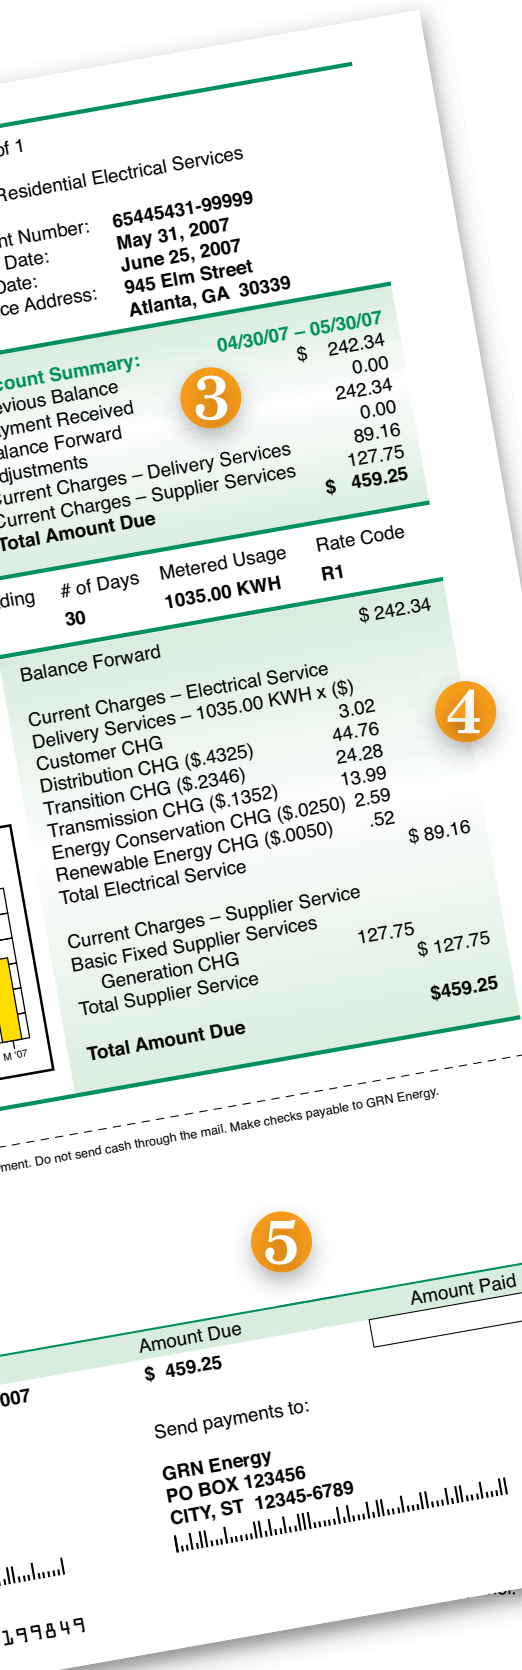 of 1
Residential Electrical Services
nt Number: 65445431-99999
Date: May 31, 2007
Date: June 25, 2007
ce Address: 945 Elm Street
Atlanta, GA 30339
count Summary: 04/30/07 – 05/30/07
evious Balance $ 242.34
ayment Received 0.00
alance Forward 242.34
djustments 0.00
Current Charges – Delivery Services 89.16
Current Charges – Supplier Services 127.75
Total Amount Due $ 459.25
3
ding # of Days Metered Usage Rate Code
30 1035.00 KWH R1
Balance Forward $ 242.34
Current Charges – Electrical Service
Delivery Services – 1035.00 KWH x ($)
Customer CHG 3.02
Distribution CHG ($.4325) 44.76
Transition CHG ($.2346) 24.28
Transmission CHG ($.1352) 13.99
Energy Conservation CHG ($.0250) 2.59
Renewable Energy CHG ($.0050) .52
Total Electrical Service $ 89.16
4
Current Charges – Supplier Service
Basic Fixed Supplier Services
Generation CHG 127.75
Total Supplier Service $ 127.75
Total Amount Due $459.25
M '07
ment. Do not send cash through the mail. Make checks payable to GRN Energy.
5
Amount Due Amount Paid
007 $ 459.25
Send payments to:
GRN Energy
PO BOX 123456
CITY, ST 12345-6789
199849